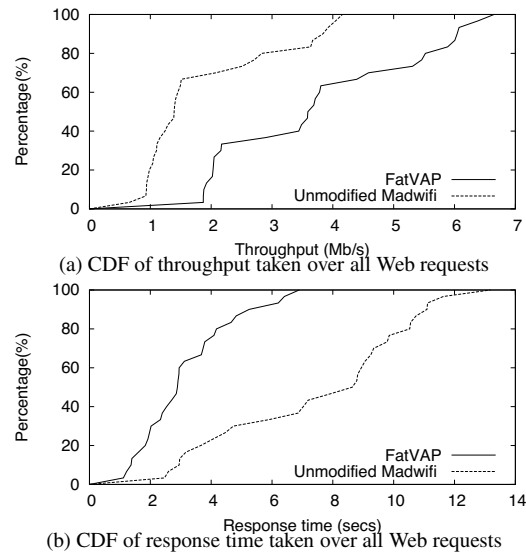 100
80
60
40
20
0
Percentage(%)
FatVAP
Unmodified Madwifi
0 1 2 3 4 5 6 7
Throughput (Mb/s)
(a) CDF of throughput taken over all Web requests
100
80
60
40
20
0
Percentage(%)
FatVAP
Unmodified Madwifi
0 2 4 6 8 10 12 14
Response time (secs)
(b) CDF of response time taken over all Web requests